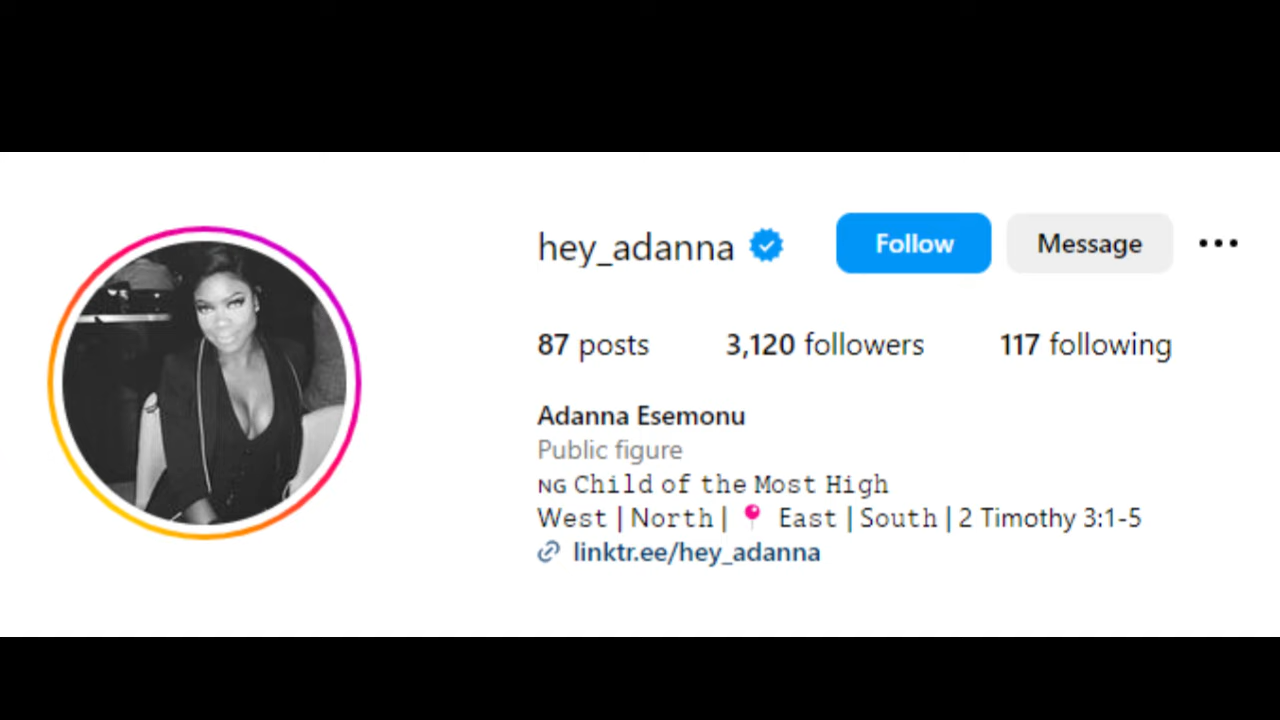 hey_adanna Follow Message
87 posts 3,120 followers 117 following
Adanna Esemonu
Public figure
NG Child of the Most High
West | North | 📍 East | South | 2 Timothy 3:1-5
linktr.ee/hey_adanna